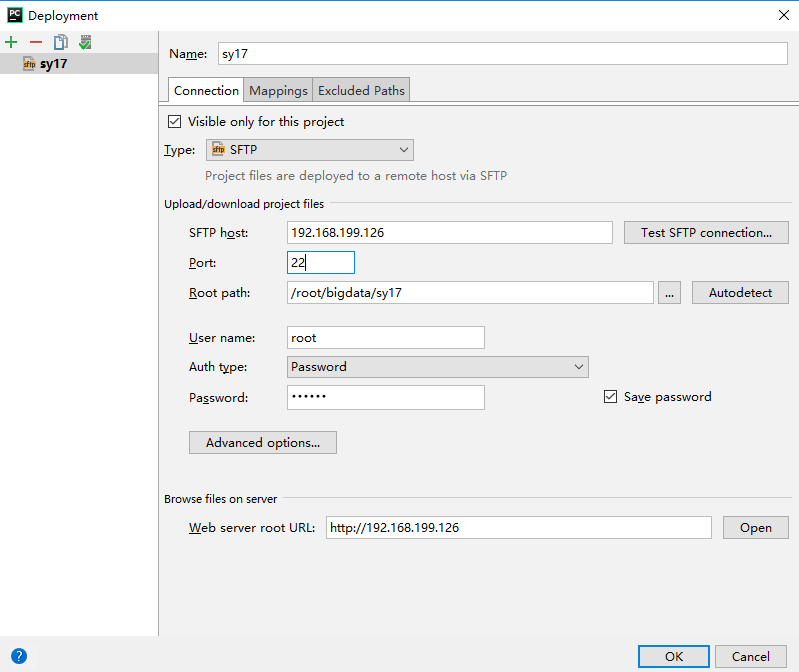 PC Deployment
sftp sy17
Name: sy17
Connection Mappings Excluded Paths
Visible only for this project
Type: sftp SFTP
Project files are deployed to a remote host via SFTP
Upload/download project files
SFTP host: 192.168.199.126 Test SFTP connection...
Port: 22
Root path: /root/bigdata/sy17 ... Autodetect
User name: root
Auth type: Password
Password: •••••• Save password
Advanced options...
Browse files on server
Web server root URL: http://192.168.199.126 Open
? OK Cancel